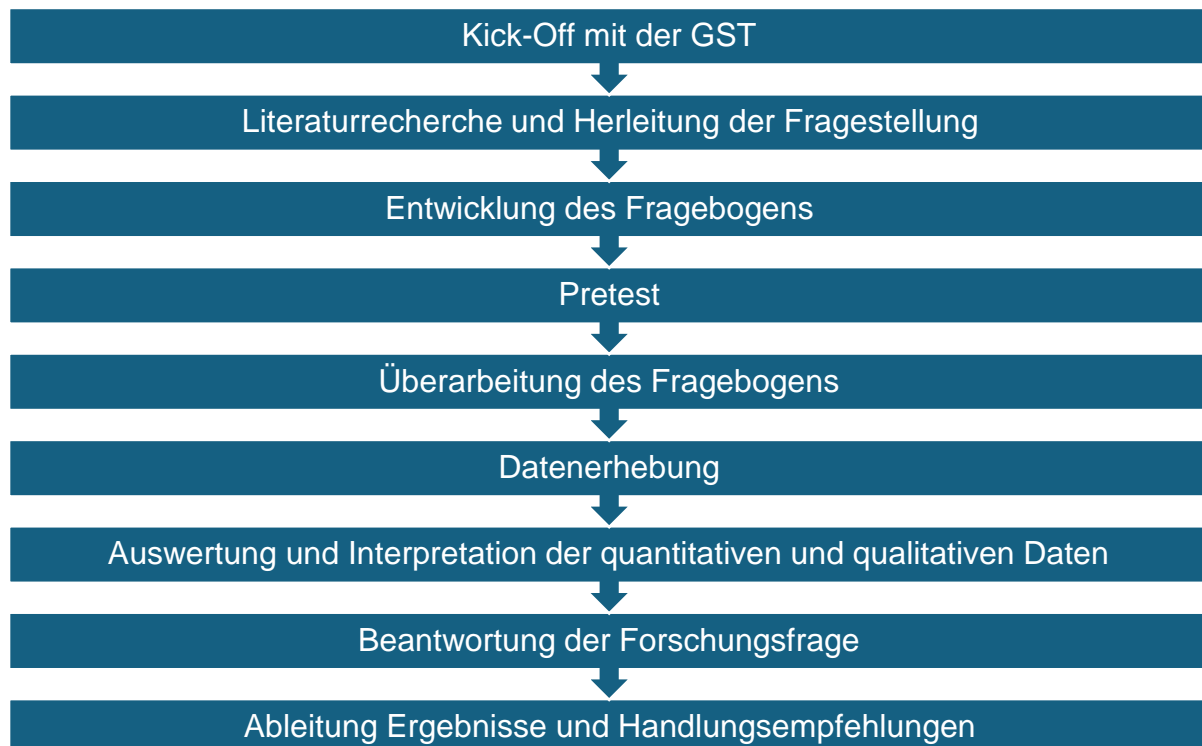 Kick-Off mit der GST
Literaturrecherche und Herleitung der Fragestellung
Entwicklung des Fragebogens
Pretest
Überarbeitung des Fragebogens
Datenerhebung
Auswertung und Interpretation der quantitativen und qualitativen Daten
Beantwortung der Forschungsfrage
Ableitung Ergebnisse und Handlungsempfehlungen